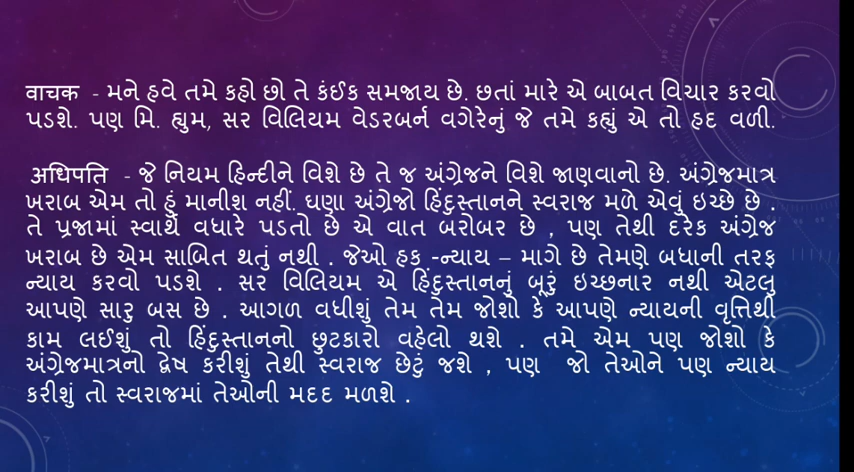 वाचक - મને હવે તમે કહો છો તે કંઈક સમજાય છે. છતાં મારે એ બાબત વિચાર કરવો
પડશે. પણ મિ. હ્યુમ, સર વિલિયમ વેડરબર્ન વગેરેનું જે તમે કહ્યું એ તો હદ વળી.
अधिपति - જે નિયમ હિન્દીને વિશે છે તે જ અંગ્રેજને વિશે જાણવાનો છે. અંગ્રેજમાત્ર
ખરાબ એમ તો હું માનીશ નહીં. ઘણા અંગ્રેજો હિંદુસ્તાનને સ્વરાજ મળે એવું ઇચ્છે છે .
તે પ્રજામાં સ્વાર્થ વધારે પડતો છે એ વાત બરોબર છે , પણ તેથી દરેક અંગ્રેજ
ખરાબ છે એમ સાબિત થતું નથી . જેઓ હક -ન્યાય – માગે છે તેમણે બધાની તરફ
ન્યાય કરવો પડશે . સર વિલિયમ એ હિંદુસ્તાનનું બૂરું ઇચ્છનાર નથી એટલુ
આપણે સારુ બસ છે . આગળ વધીશું તેમ તેમ જોશો કે આપણે ન્યાયની વૃત્તિથી
કામ લઈશું તો હિંદુસ્તાનનો છુટકારો વહેલો થશે . તમે એમ પણ જોશો કે
અંગ્રેજમાત્રનો દ્વેષ કરીશું તેથી સ્વરાજ છેટું જશે , પણ જો તેઓને પણ ન્યાય
કરીશું તો સ્વરાજમાં તેઓની મદદ મળશે .